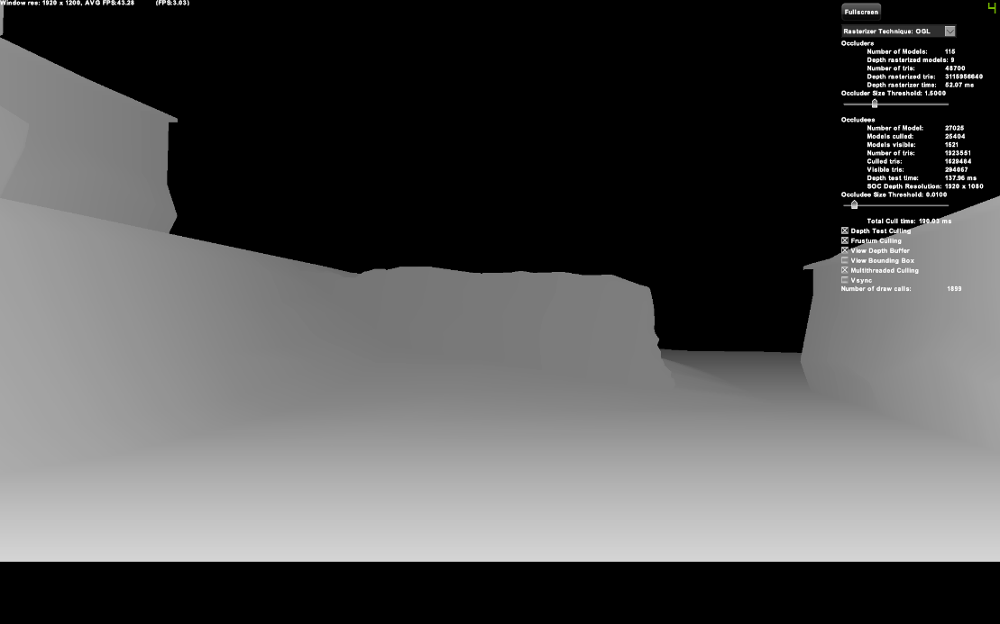 Window res: 1920 x 1200, AVG FPS:43.28 (FPS:3.03)
4
Fullscreen
Rasterizer Technique: OGL
Occluders
Number of Models: 115
Depth rasterized models: 9
Number of tris: 48700
Depth rasterized tris: 3115956640
Depth rasterizer time: 52.07 ms
Occluder Size Threshold: 1.5000
Occludees
Number of Model: 27025
Models culled: 25404
Models visible: 1621
Number of tris: 1923551
Culled tris: 1629484
Visible tris: 294067
Depth test time: 137.96 ms
SOC Depth Resolution: 1920 x 1080
Occludee Size Threshold: 0.0100
Total Cull time: 190.03 ms
Depth Test Culling
Frustum Culling
View Depth Buffer
View Bounding Box
Multithreaded Culling
Vsync
Number of draw calls: 1899